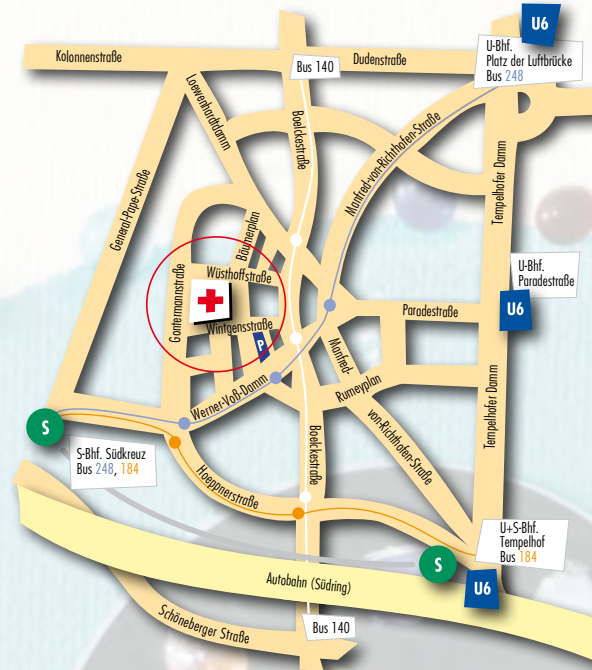 U6
Kolonnenstraße
Dudenstraße
Bus 140
U-Bhf.
Platz der Luftbrücke
Bus 248
Loewenhardtdamm
Boelckestraße
Manfred-von-Richthofen-Straße
General-Pape-Straße
Tempelhofer Damm
Bäumerplan
Gontermannstraße
Wüsthoffstraße
U-Bhf.
Paradestraße
U6
Paradestraße
Wintgensstraße
P
Manfred-
von-Richthofen-Straße
Werner-Voß-Damm
Rumeyplan
Tempelhofer Damm
S
S-Bhf. Südkreuz
Bus 248, 184
Hoeppnerstraße
Boelckestraße
U+S-Bhf.
Tempelhof
Bus 184
S
U6
Autobahn (Südring)
Schöneberger Straße
Bus 140